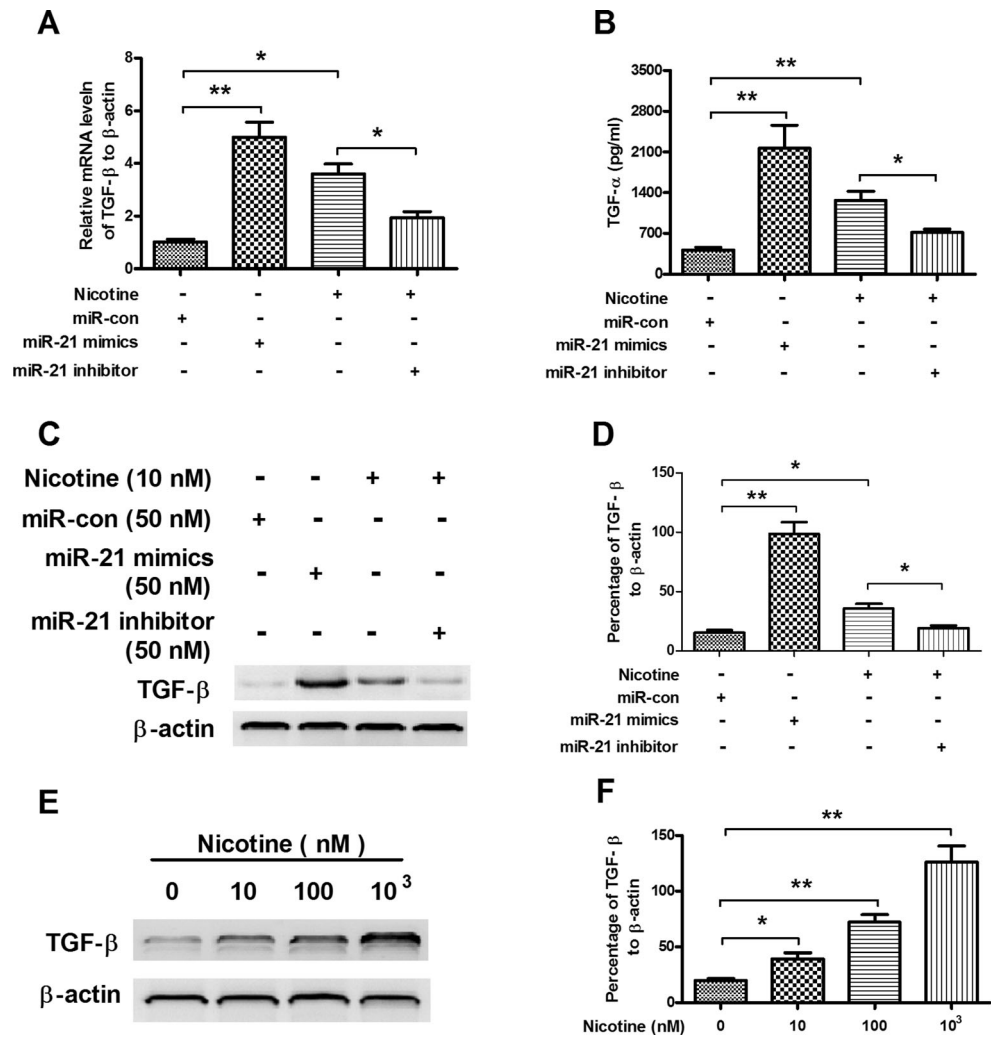 A
Relative mRNA leveln
of TGF-β to β-actin
8
6
4
2
0
*
**
*
Nicotine - - + +
miR-con + - - -
miR-21 mimics - + - -
miR-21 inhibitor - - - +
B
TGF-α (pg/ml)
3500
2800
2100
1400
700
0
**
**
*
Nicotine - - + +
miR-con + - - -
miR-21 mimics - + - -
miR-21 inhibitor - - - +
C
Nicotine (10 nM) - - + +
miR-con (50 nM) + - - -
miR-21 mimics
(50 nM) - + - -
miR-21 inhibitor
(50 nM) - - - +
TGF-β
β-actin
D
Percentage of TGF- β
to β-actin
150
100
50
0
*
**
*
Nicotine - - + +
miR-con + - - -
miR-21 mimics - + - -
miR-21 inhibitor - - - +
E
Nicotine ( nM )
0 10 100 10³
TGF-β
β-actin
F
Percentage of TGF- β
to β-actin
150
100
50
0
**
**
*
Nicotine (nM) 0 10 100 10³